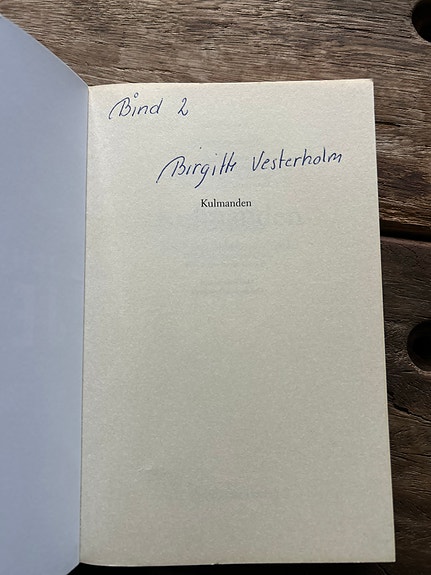 Bind 2
Birgitte Vesterholm
Kulmanden